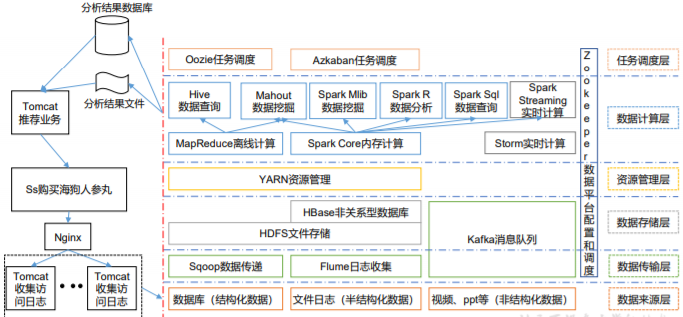 分析结果数据库
分析结果文件
Tomcat
推荐业务
Ss购买海狗人参丸
Nginx
Tomcat
收集访
问日志
•••
Tomcat
收集访
问日志
Oozie任务调度
Azkaban任务调度
任务调度层
Hive
数据查询
Mahout
数据挖掘
Spark Mlib
数据挖掘
Spark R
数据分析
Spark Sql
数据查询
Spark
Streaming
实时计算
数据计算层
MapReduce离线计算
Spark Core内存计算
Storm实时计算
YARN资源管理
资源管理层
HBase非关系型数据库
HDFS文件存储
Kafka消息队列
数据存储层
Sqoop数据传递
Flume日志收集
数据传输层
数据库（结构化数据）
文件日志（半结构化数据）
视频、ppt等（非结构化数据）
数据来源层
Zookeeper数据平台配置和调度